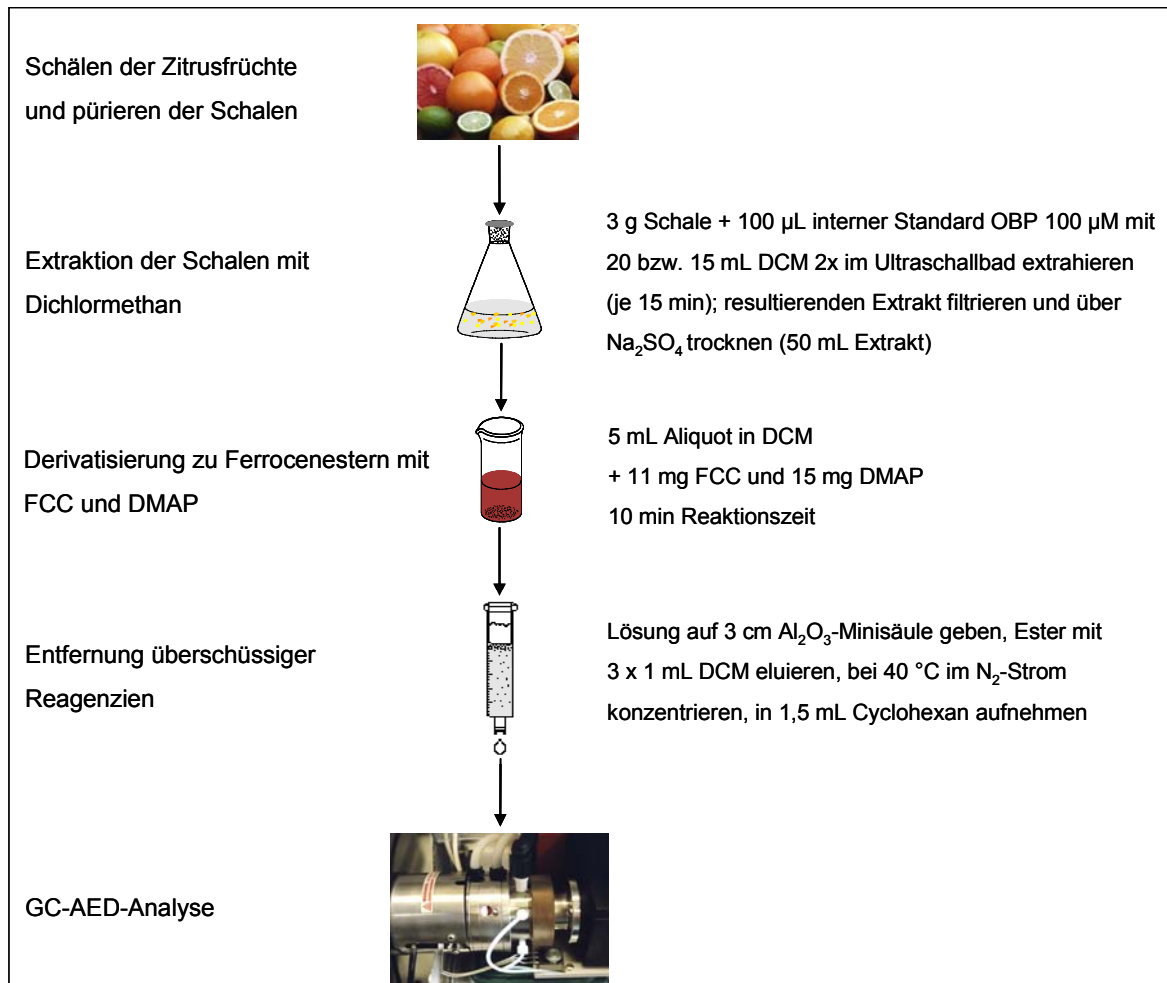 Schälen der Zitrusfrüchte
und pürieren der Schalen
Extraktion der Schalen mit
Dichlormethan
3 g Schale + 100 µL interner Standard OBP 100 µM mit
20 bzw. 15 mL DCM 2x im Ultraschallbad extrahieren
(je 15 min); resultierenden Extrakt filtrieren und über
Na₂SO₄ trocknen (50 mL Extrakt)
Derivatisierung zu Ferrocenestern mit
FCC und DMAP
5 mL Aliquot in DCM
+ 11 mg FCC und 15 mg DMAP
10 min Reaktionszeit
Entfernung überschüssiger
Reagenzien
Lösung auf 3 cm Al₂O₃-Minisäule geben, Ester mit
3 x 1 mL DCM eluieren, bei 40 °C im N₂-Strom
konzentrieren, in 1,5 mL Cyclohexan aufnehmen
GC-AED-Analyse